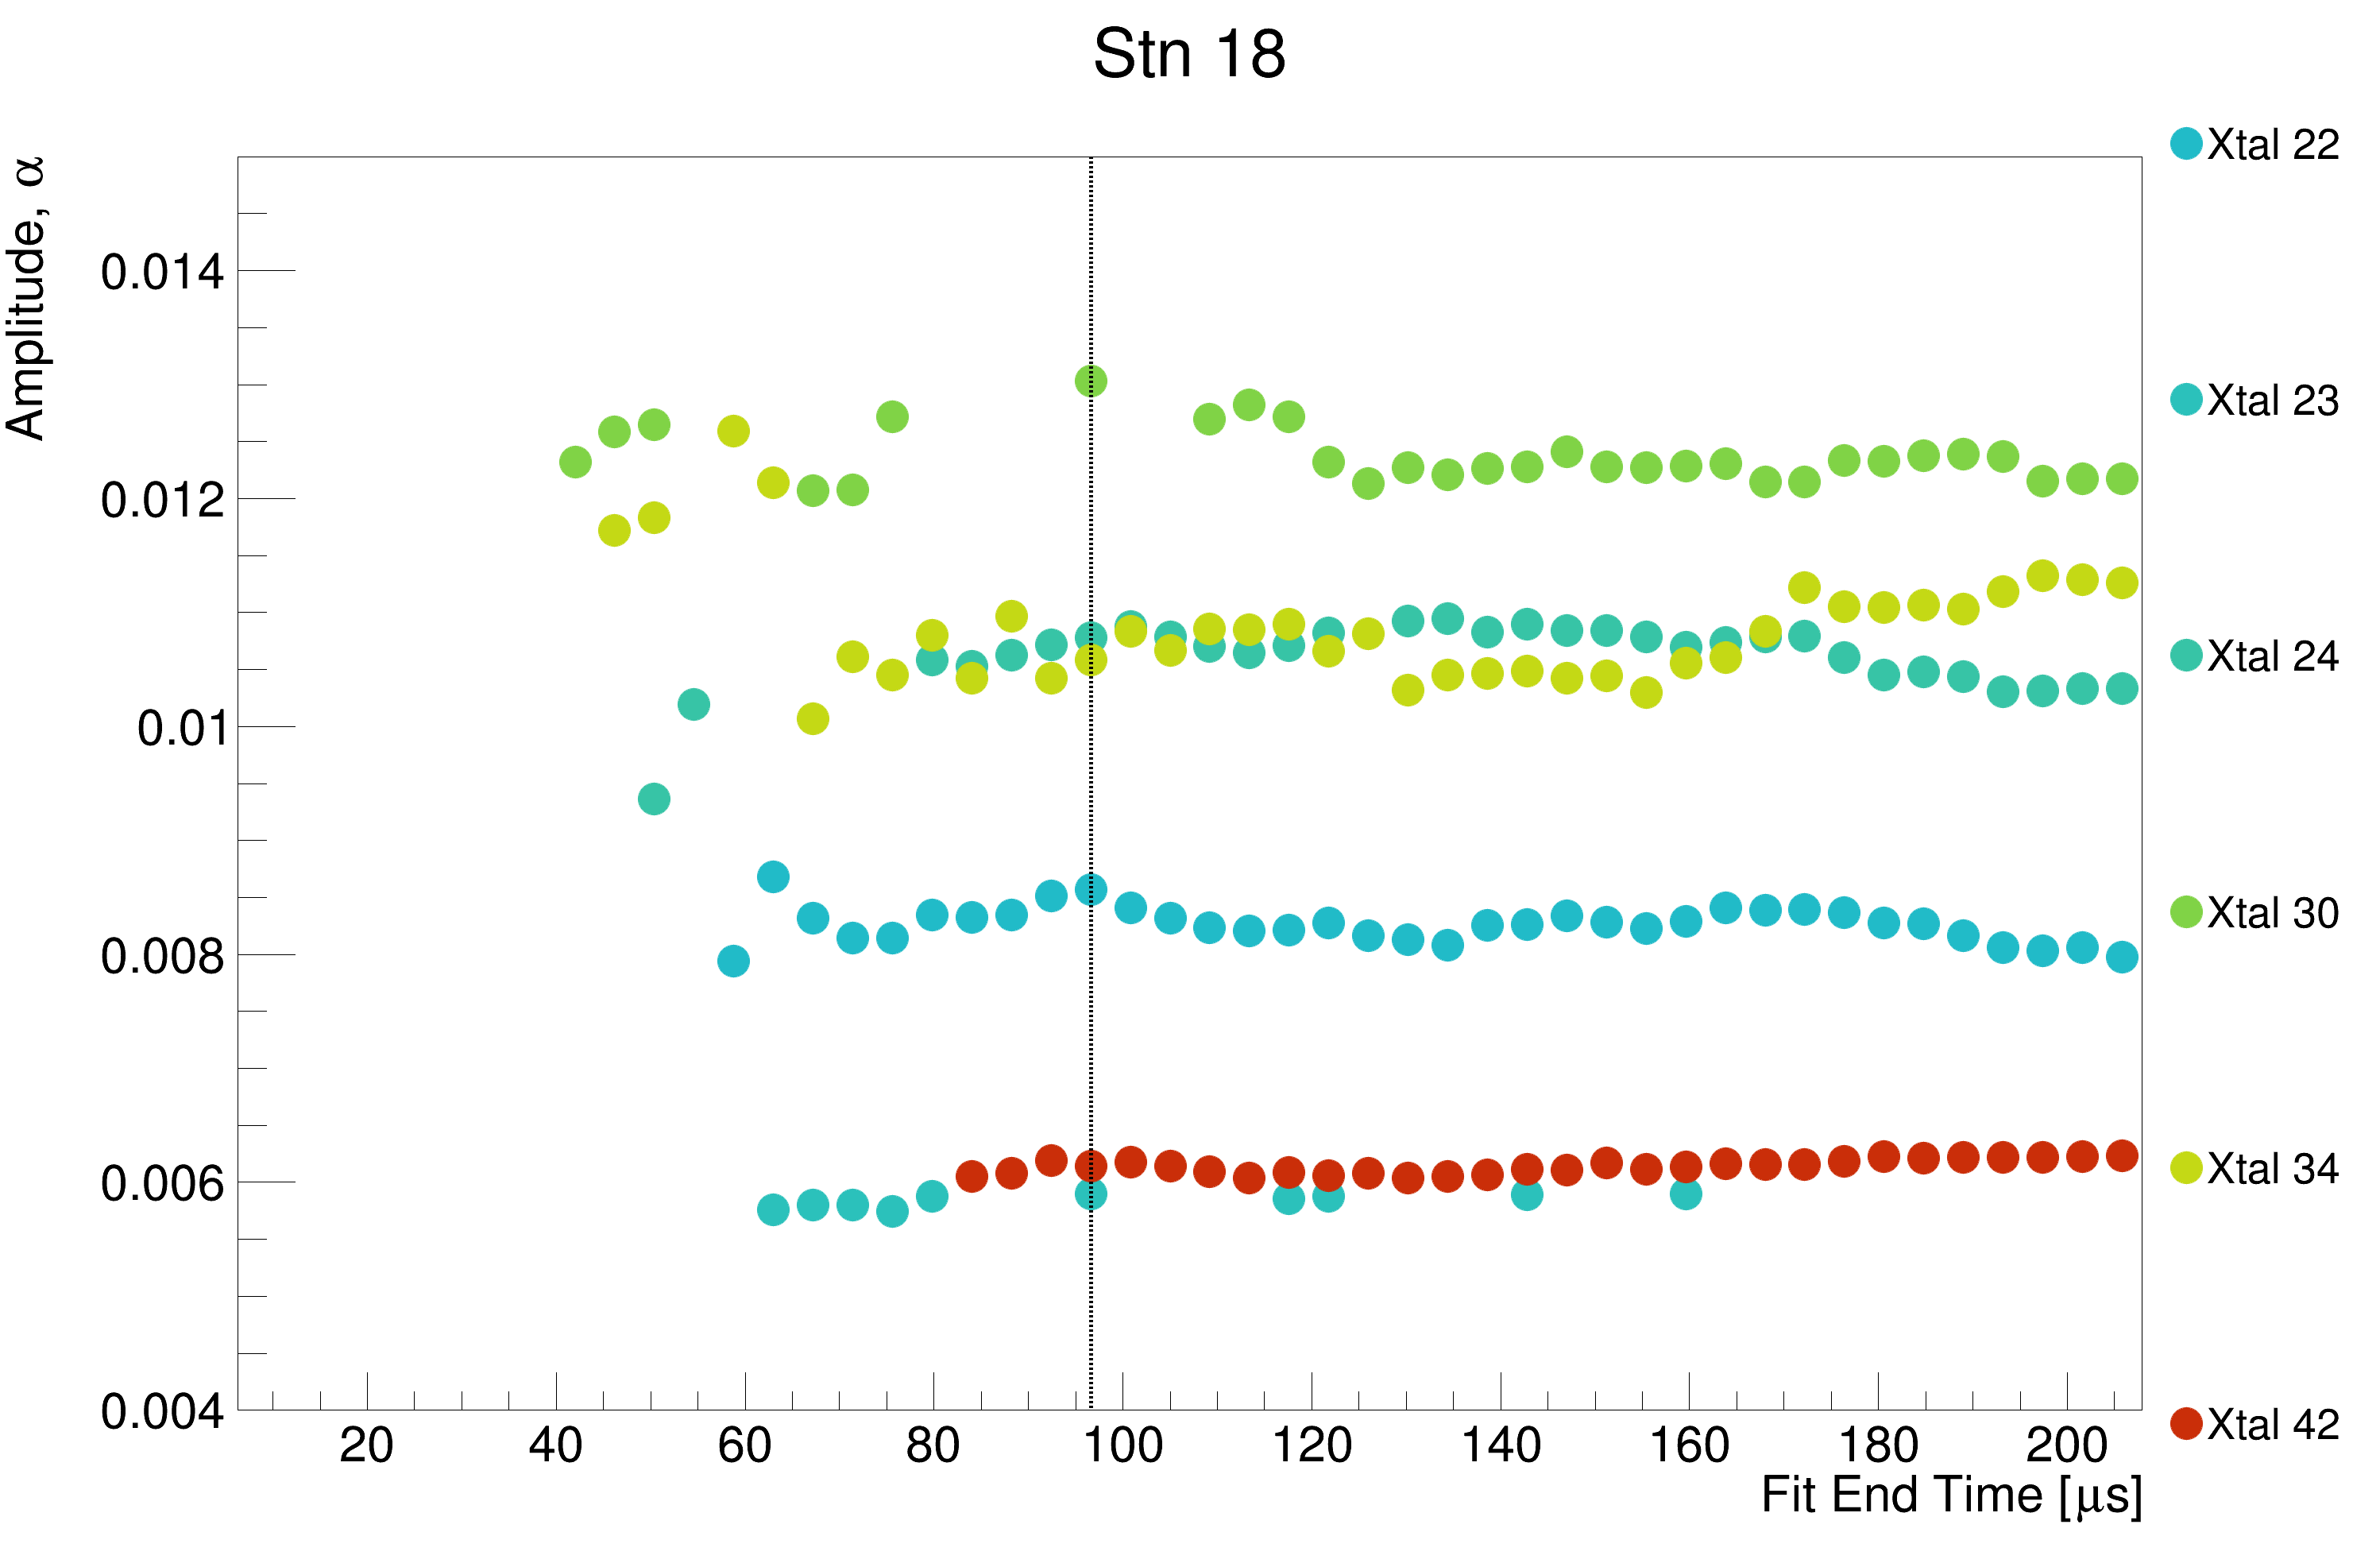 Stn 18
Amplitude, α
0.014
0.012
0.01
0.008
0.006
0.004
20 40 60 80 100 120 140 160 180 200
Fit End Time [μs]
Xtal 22
Xtal 23
Xtal 24
Xtal 30
Xtal 34
Xtal 42